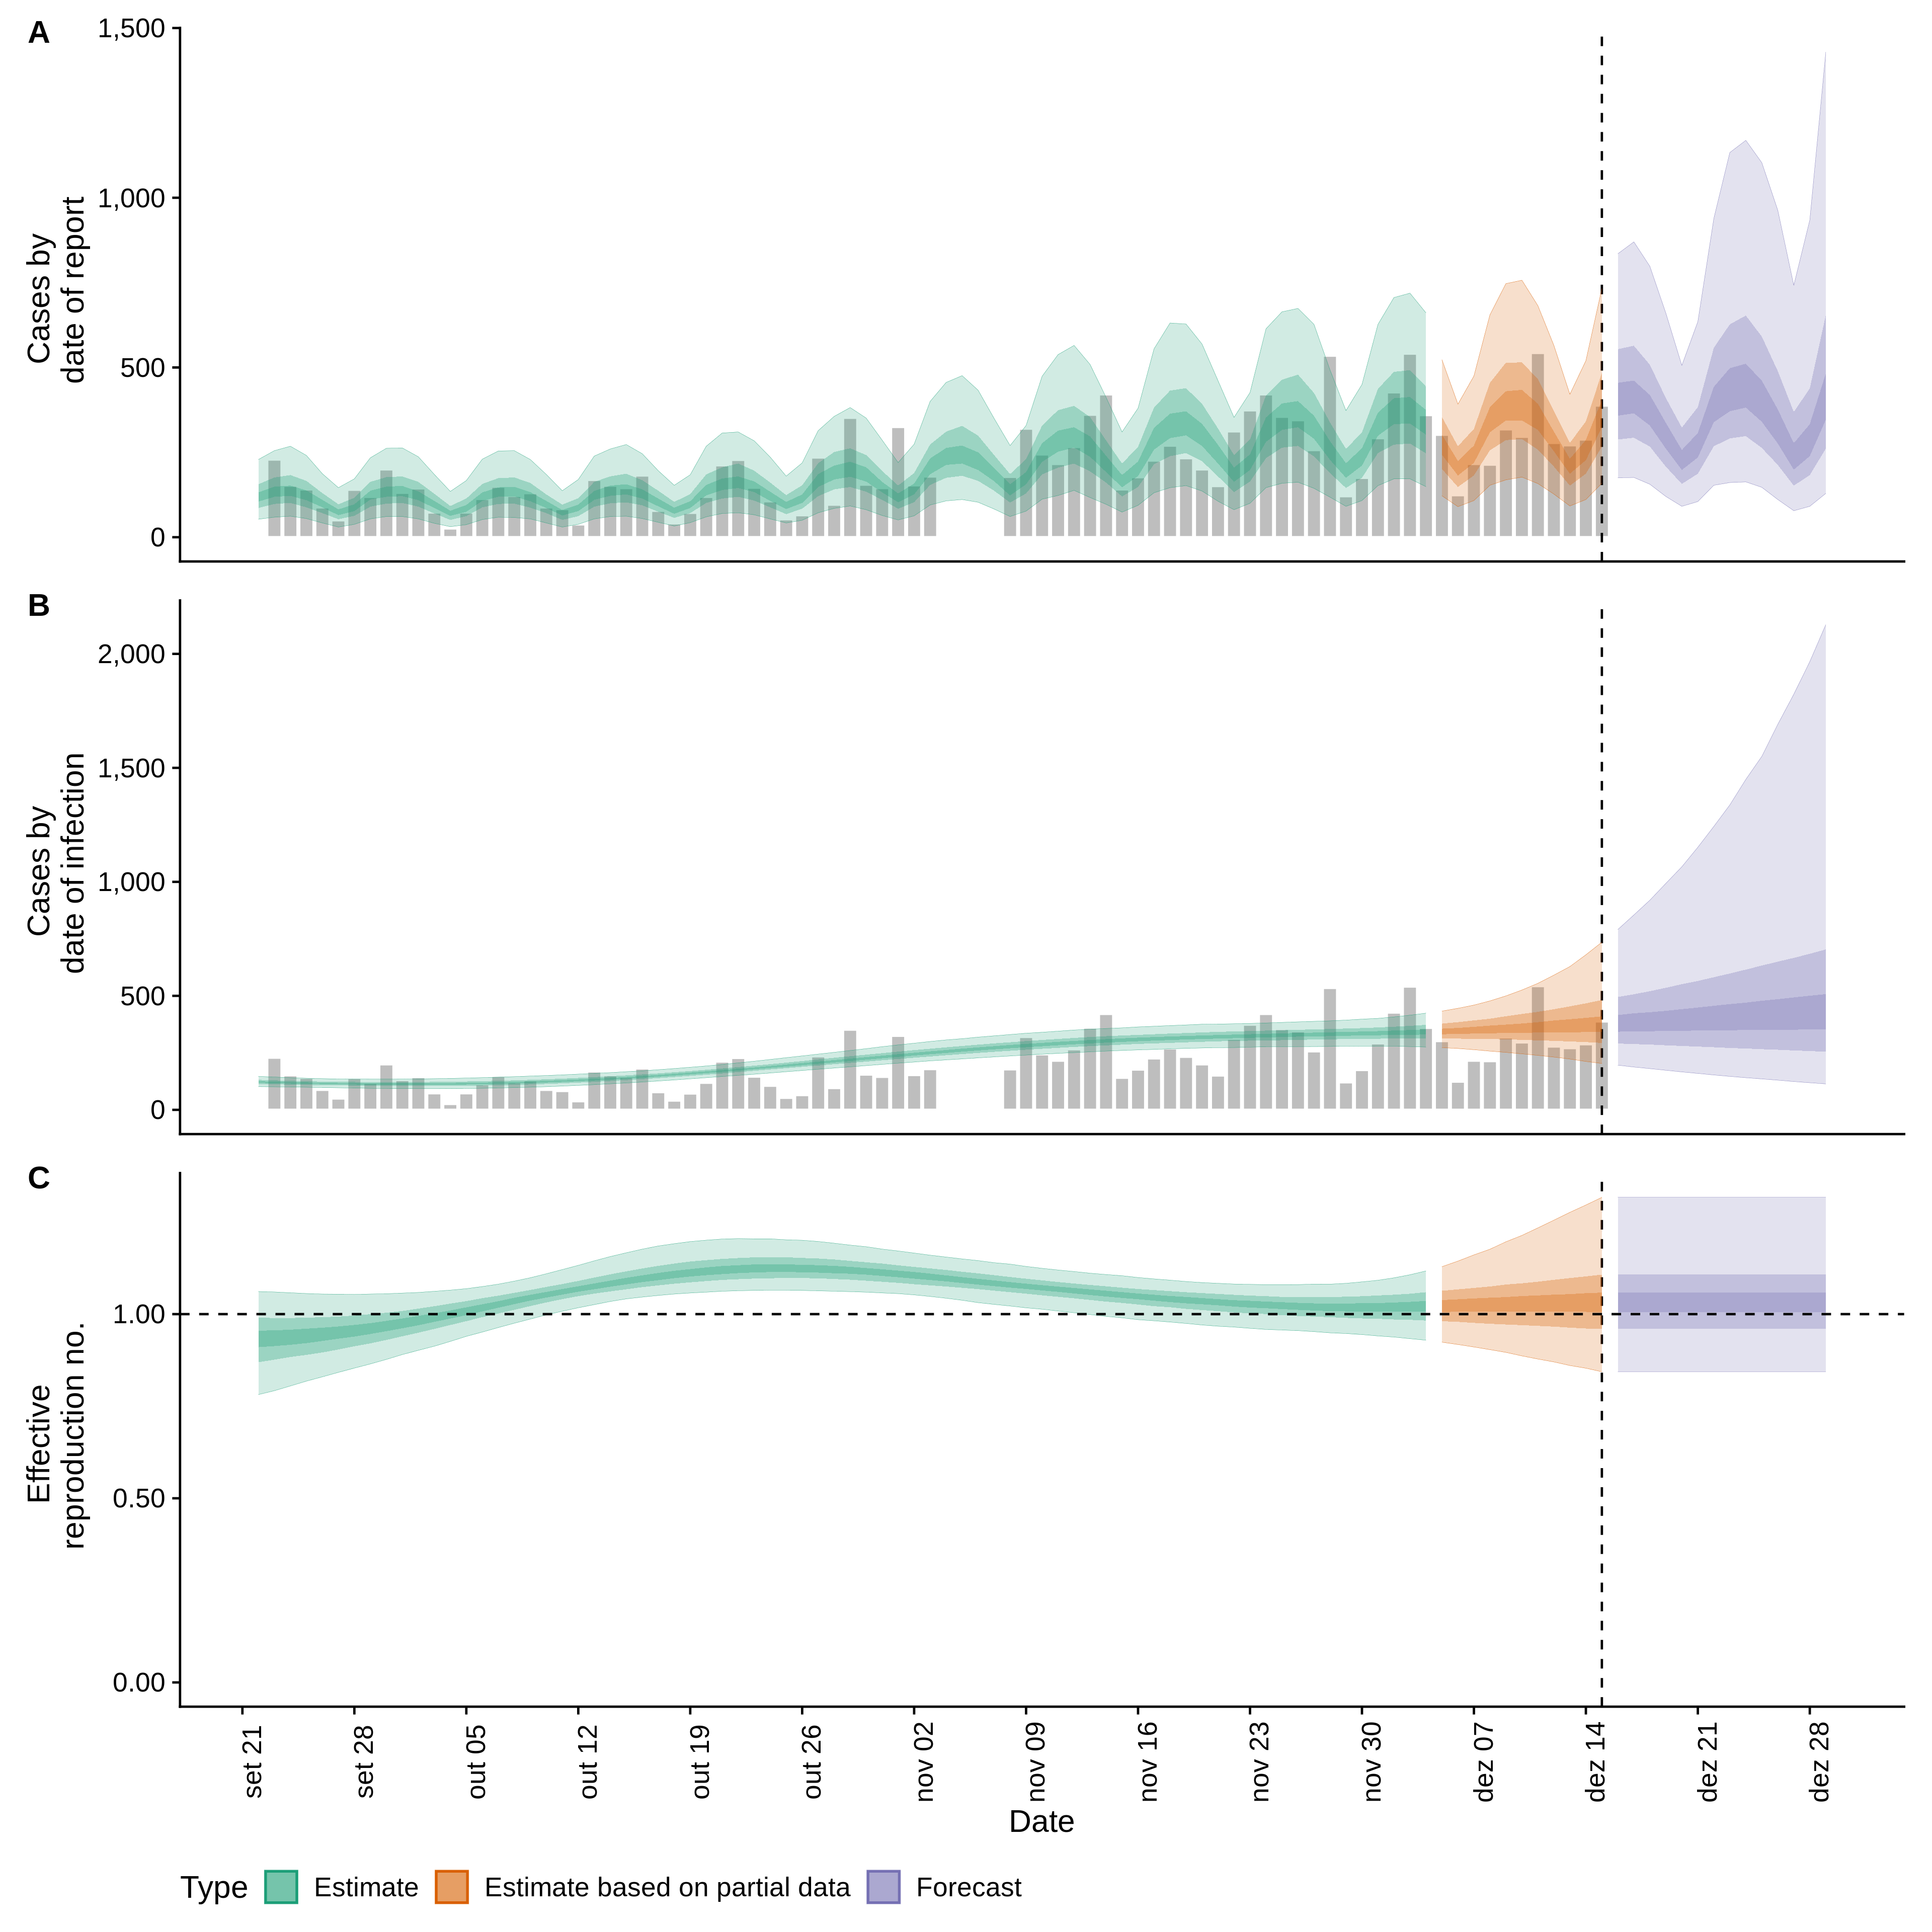 A
1,500
1,000
500
0
Cases by
date of report
B
2,000
1,500
1,000
500
0
Cases by
date of infection
C
1.00
0.50
0.00
Effective
reproduction no.
set 21
set 28
out 05
out 12
out 19
out 26
nov 02
nov 09
nov 16
nov 23
nov 30
dez 07
dez 14
dez 21
dez 28
Date
Type Estimate Estimate based on partial data Forecast